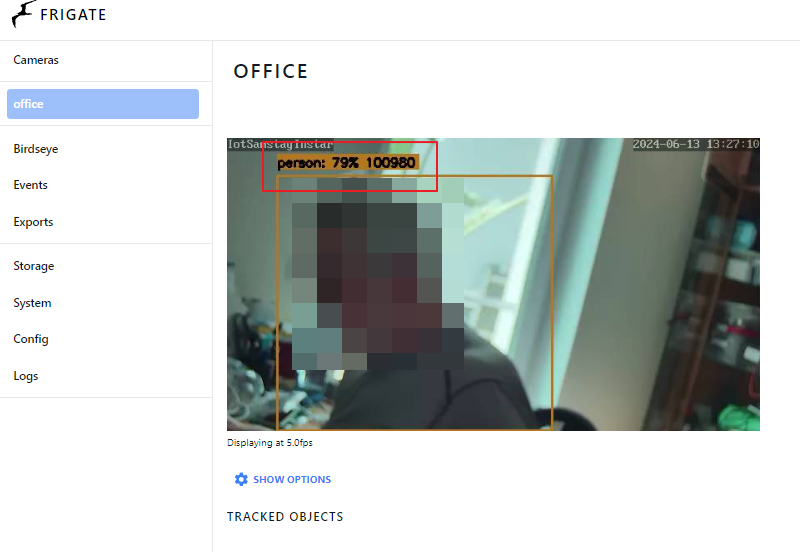 FRIGATE
Cameras
office
Birdseye
Events
Exports
Storage
System
Config
Logs
OFFICE
IotSamstagInstar
2024-06-13 13:27:10
person: 79% 100980
Displaying at 5.0fps
SHOW OPTIONS
TRACKED OBJECTS